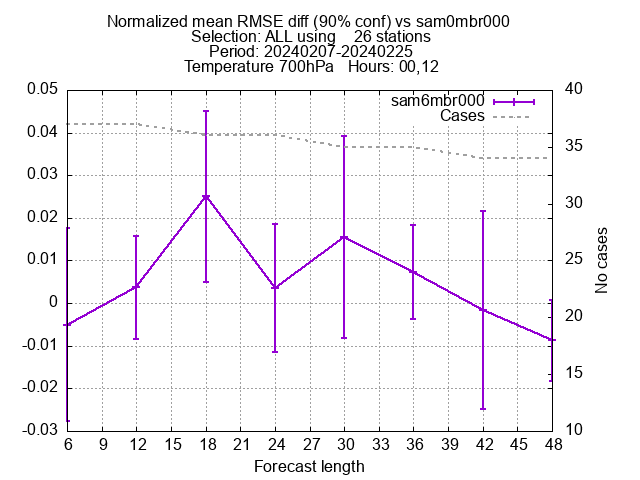 Normalized mean RMSE diff (90% conf) vs sam0mbr000
Selection: ALL using    26 stations
Period: 20240207-20240225
Temperature 700hPa   Hours: 00,12
sam6mbr000
Cases
0.05
0.04
0.03
0.02
0.01
0
-0.01
-0.02
-0.03
40
35
30
25
20
15
10
No cases
6 12 15 18 21 24 27 30 33 36 39 42 45 48
9
Forecast length